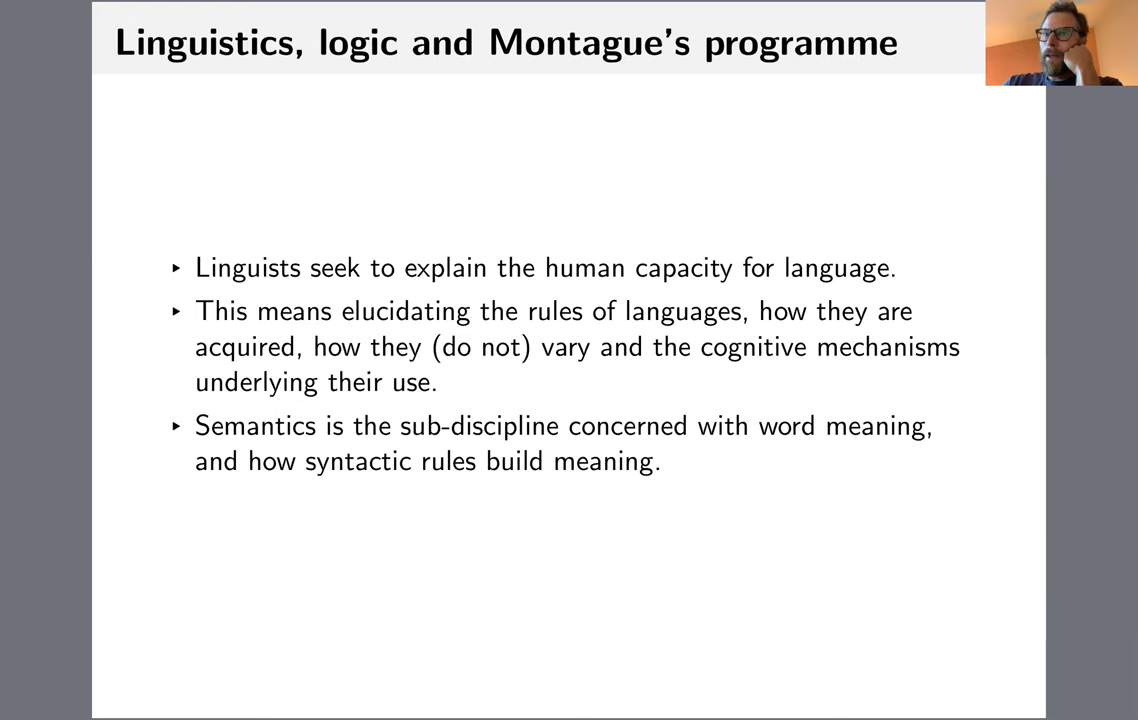 Linguistics, logic and Montague's programme
‣ Linguists seek to explain the human capacity for language.
‣ This means elucidating the rules of languages, how they are
acquired, how they (do not) vary and the cognitive mechanisms
underlying their use.
‣ Semantics is the sub-discipline concerned with word meaning,
and how syntactic rules build meaning.